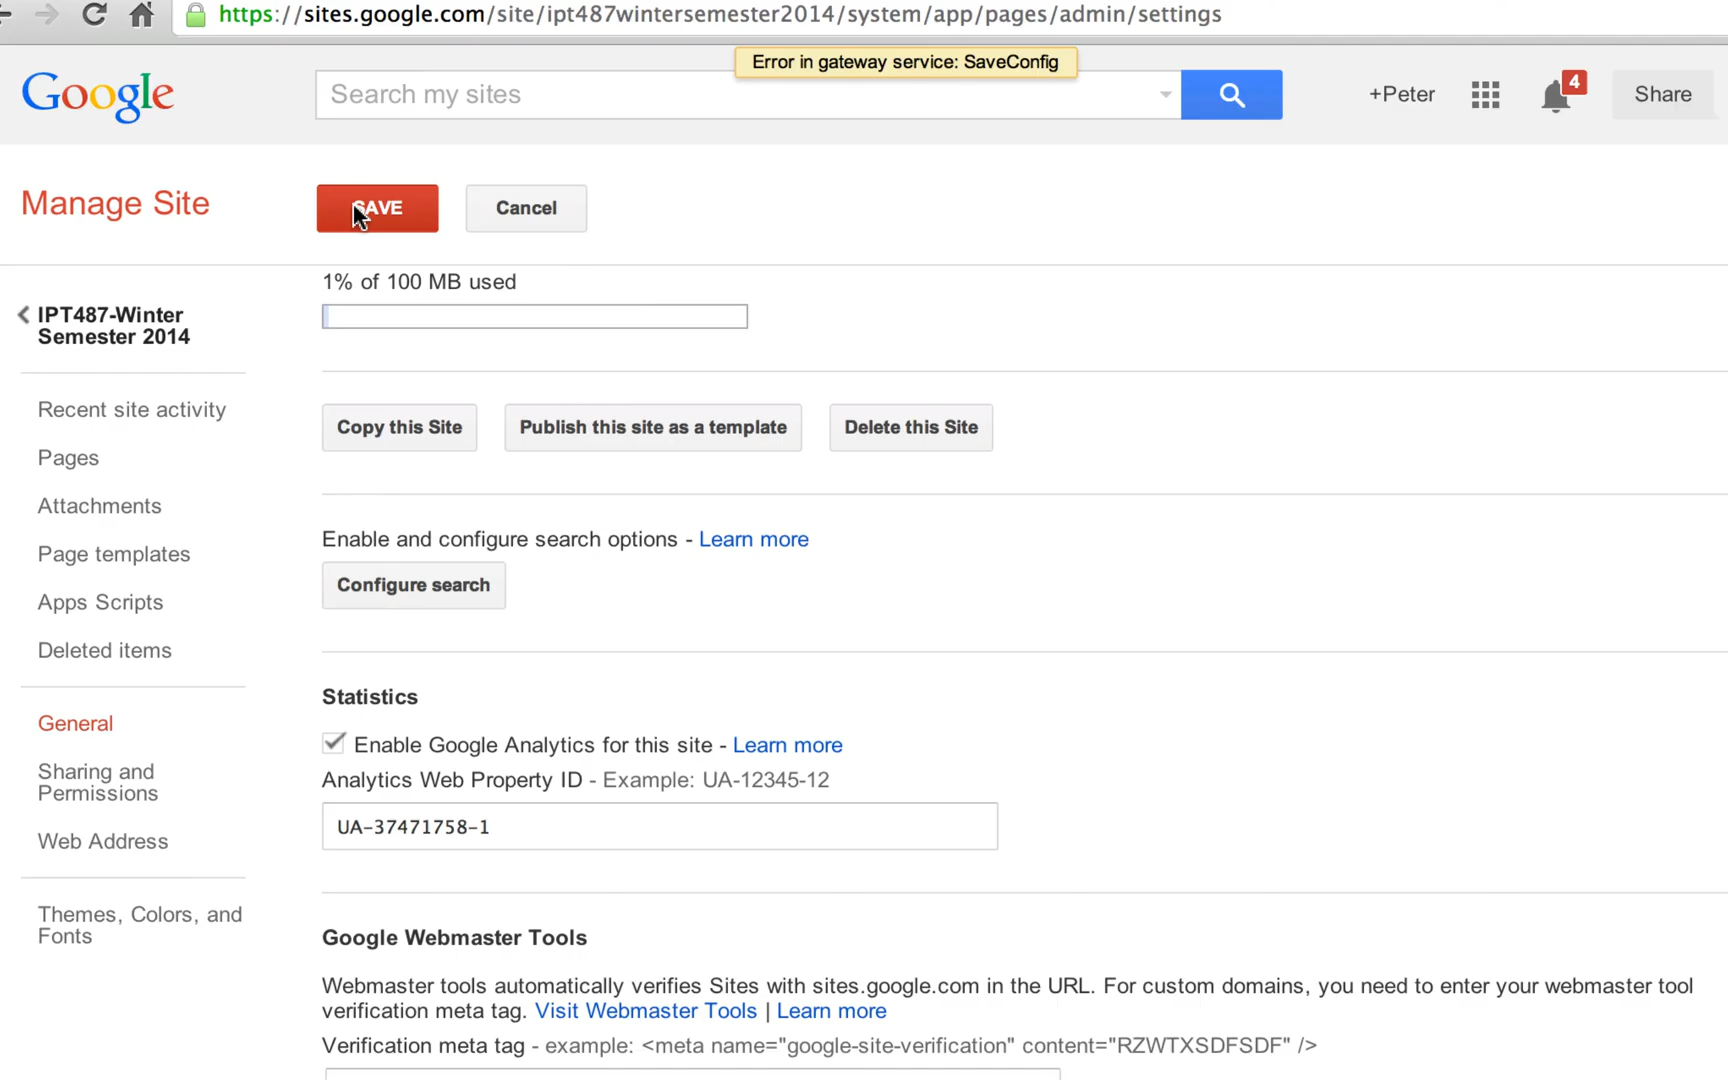 https://sites.google.com/site/ipt487wintersemester2014/system/app/pages/admin/settings
Error in gateway service: SaveConfig
Google
Search my sites
+Peter
4
Share
Manage Site
SAVE
Cancel
1% of 100 MB used
IPT487-Winter
Semester 2014
Copy this Site
Publish this site as a template
Delete this Site
Recent site activity
Pages
Attachments
Page templates
Apps Scripts
Deleted items
Enable and configure search options - Learn more
Configure search
General
Sharing and
Permissions
Web Address
Themes, Colors, and
Fonts
Statistics
Enable Google Analytics for this site - Learn more
Analytics Web Property ID - Example: UA-12345-12
UA-37471758-1
Google Webmaster Tools
Webmaster tools automatically verifies Sites with sites.google.com in the URL. For custom domains, you need to enter your webmaster tool
verification meta tag. Visit Webmaster Tools | Learn more
Verification meta tag - example: <meta name="google-site-verification" content="RZWTXSDFSDF" />